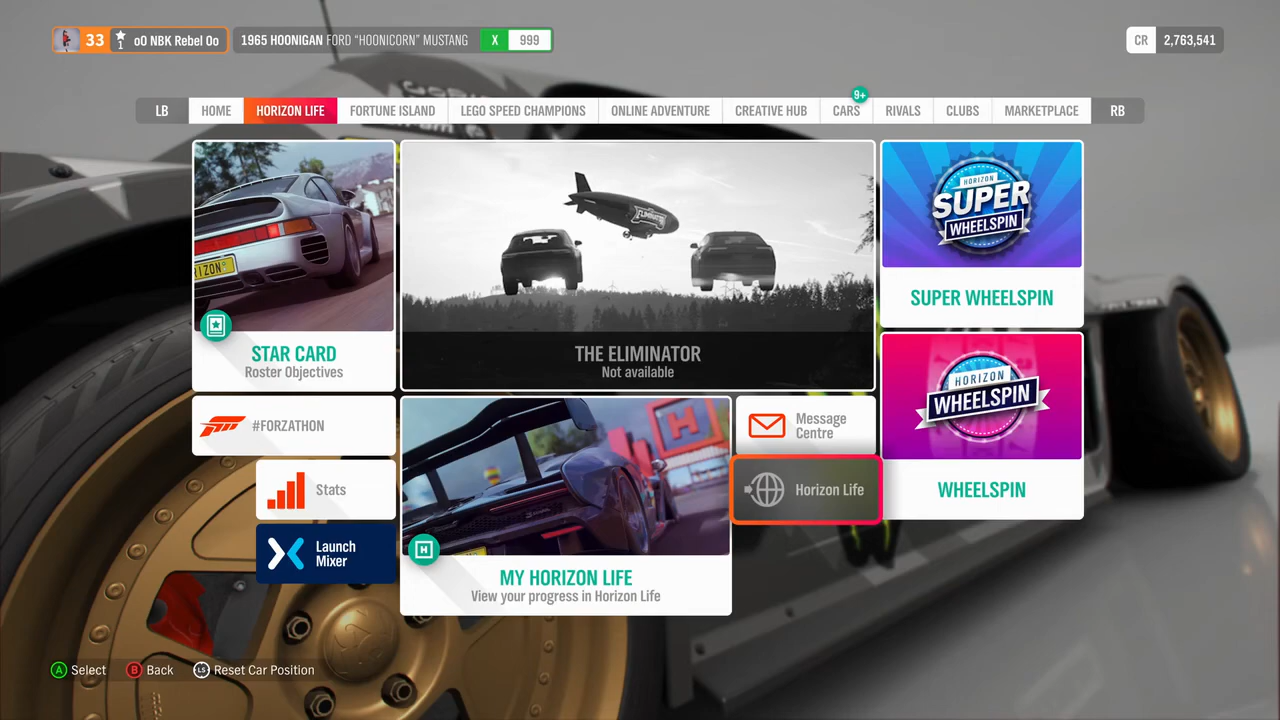 33
1
oO NBK Rebel Oo
1965 HOONIGAN FORD "HOONICORN" MUSTANG
X
999
CR
2,763,541
9+
LB
HOME
HORIZON LIFE
FORTUNE ISLAND
LEGO SPEED CHAMPIONS
ONLINE ADVENTURE
CREATIVE HUB
CARS
RIVALS
CLUBS
MARKETPLACE
RB
STAR CARD
Roster Objectives
ELIMINATOR
THE ELIMINATOR
Not available
HORIZON
SUPER
WHEELSPIN
SUPER WHEELSPIN
#FORZATHON
Stats
Launch
Mixer
H
H
MY HORIZON LIFE
View your progress in Horizon Life
Message
Centre
Horizon Life
HORIZON
WHEELSPIN
WHEELSPIN
A Select
B Back
LS Reset Car Position